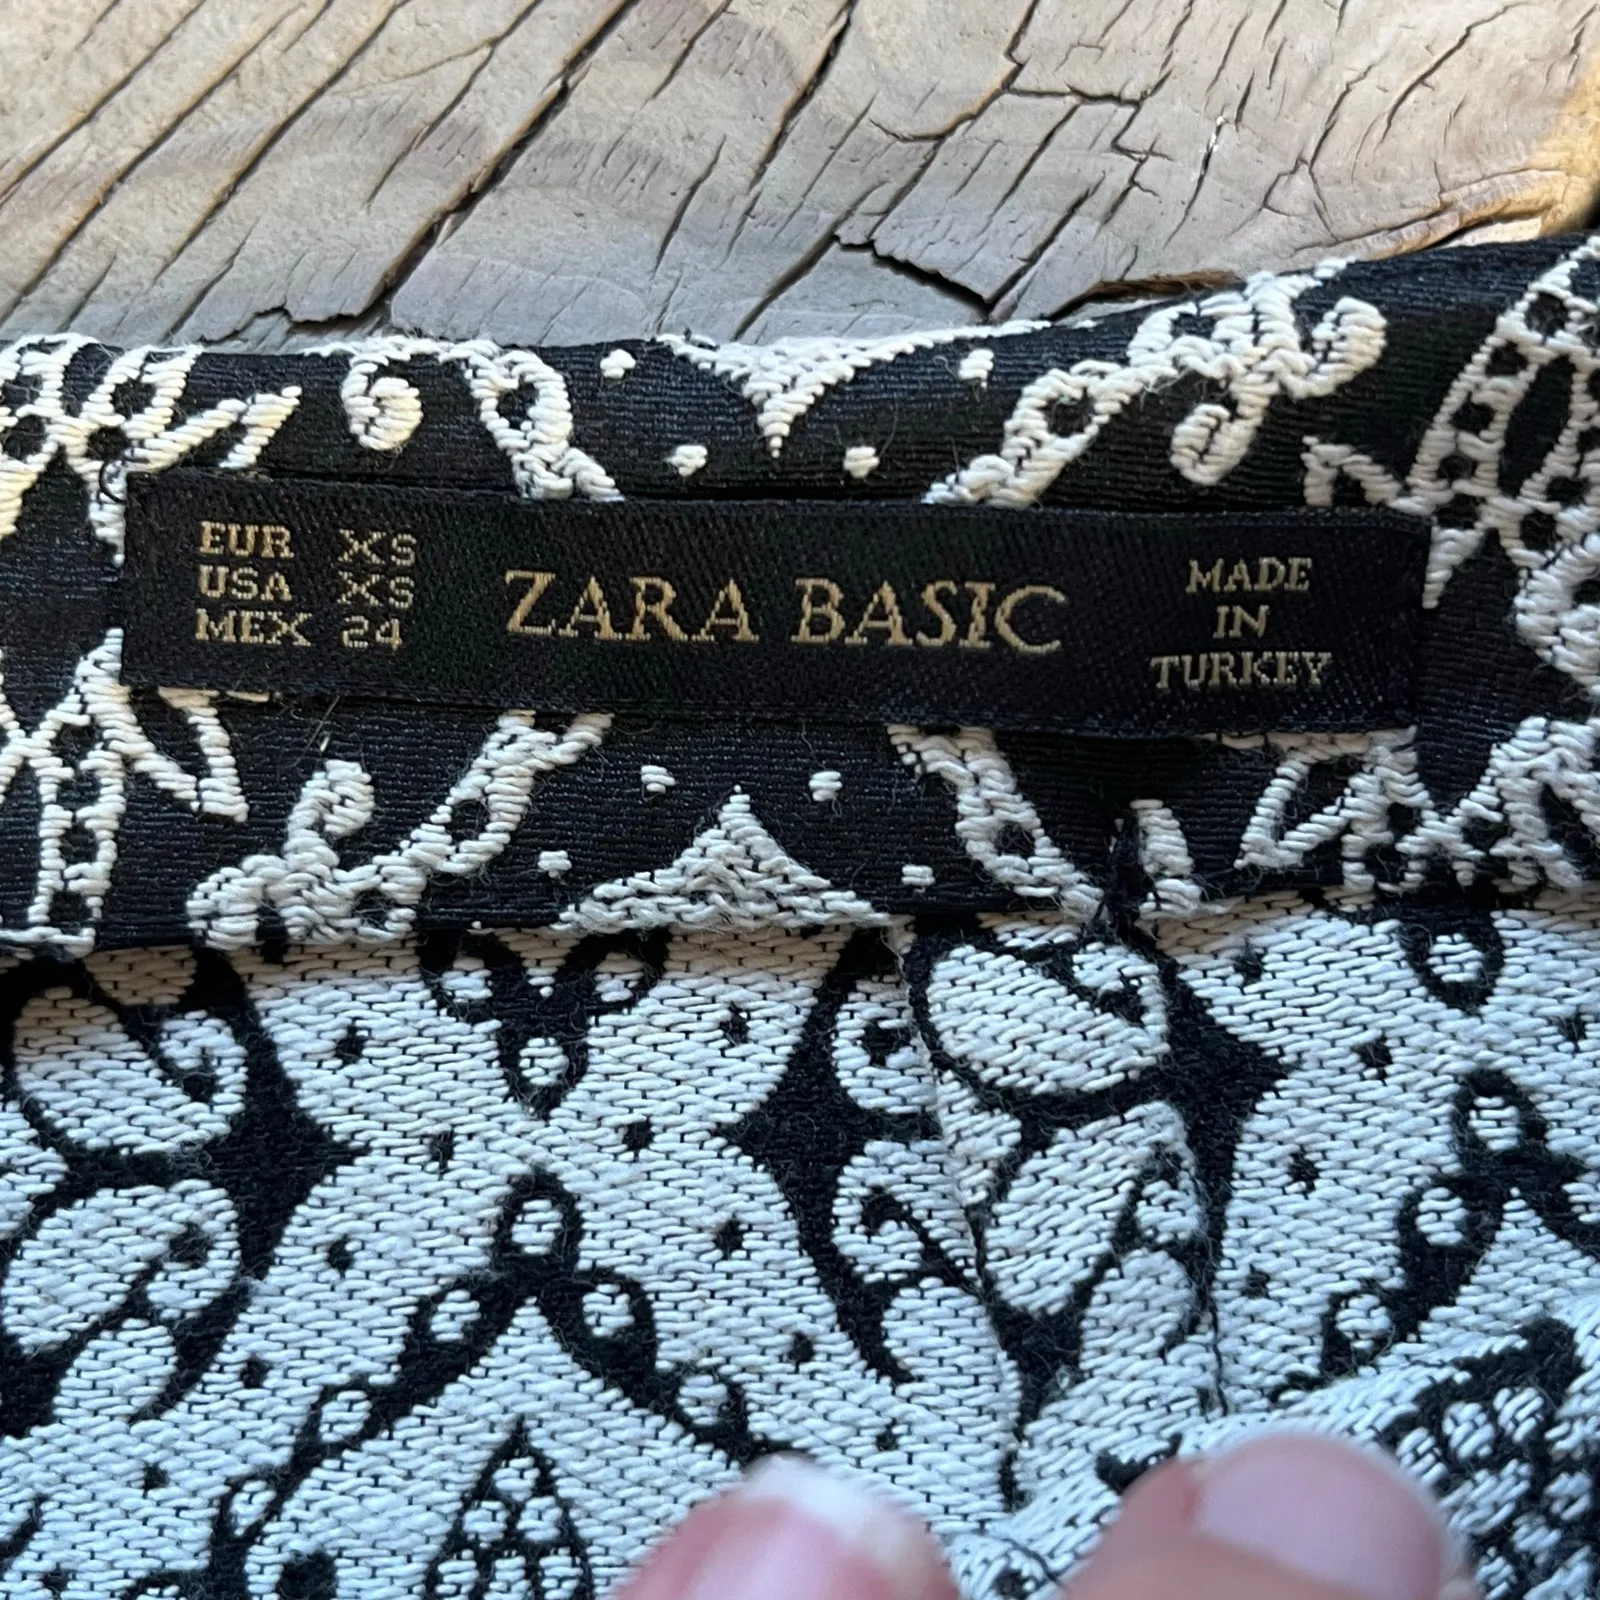 EUR XS
USA XS
MEX 24
ZARA BASIC
MADE
IN
TURKEY